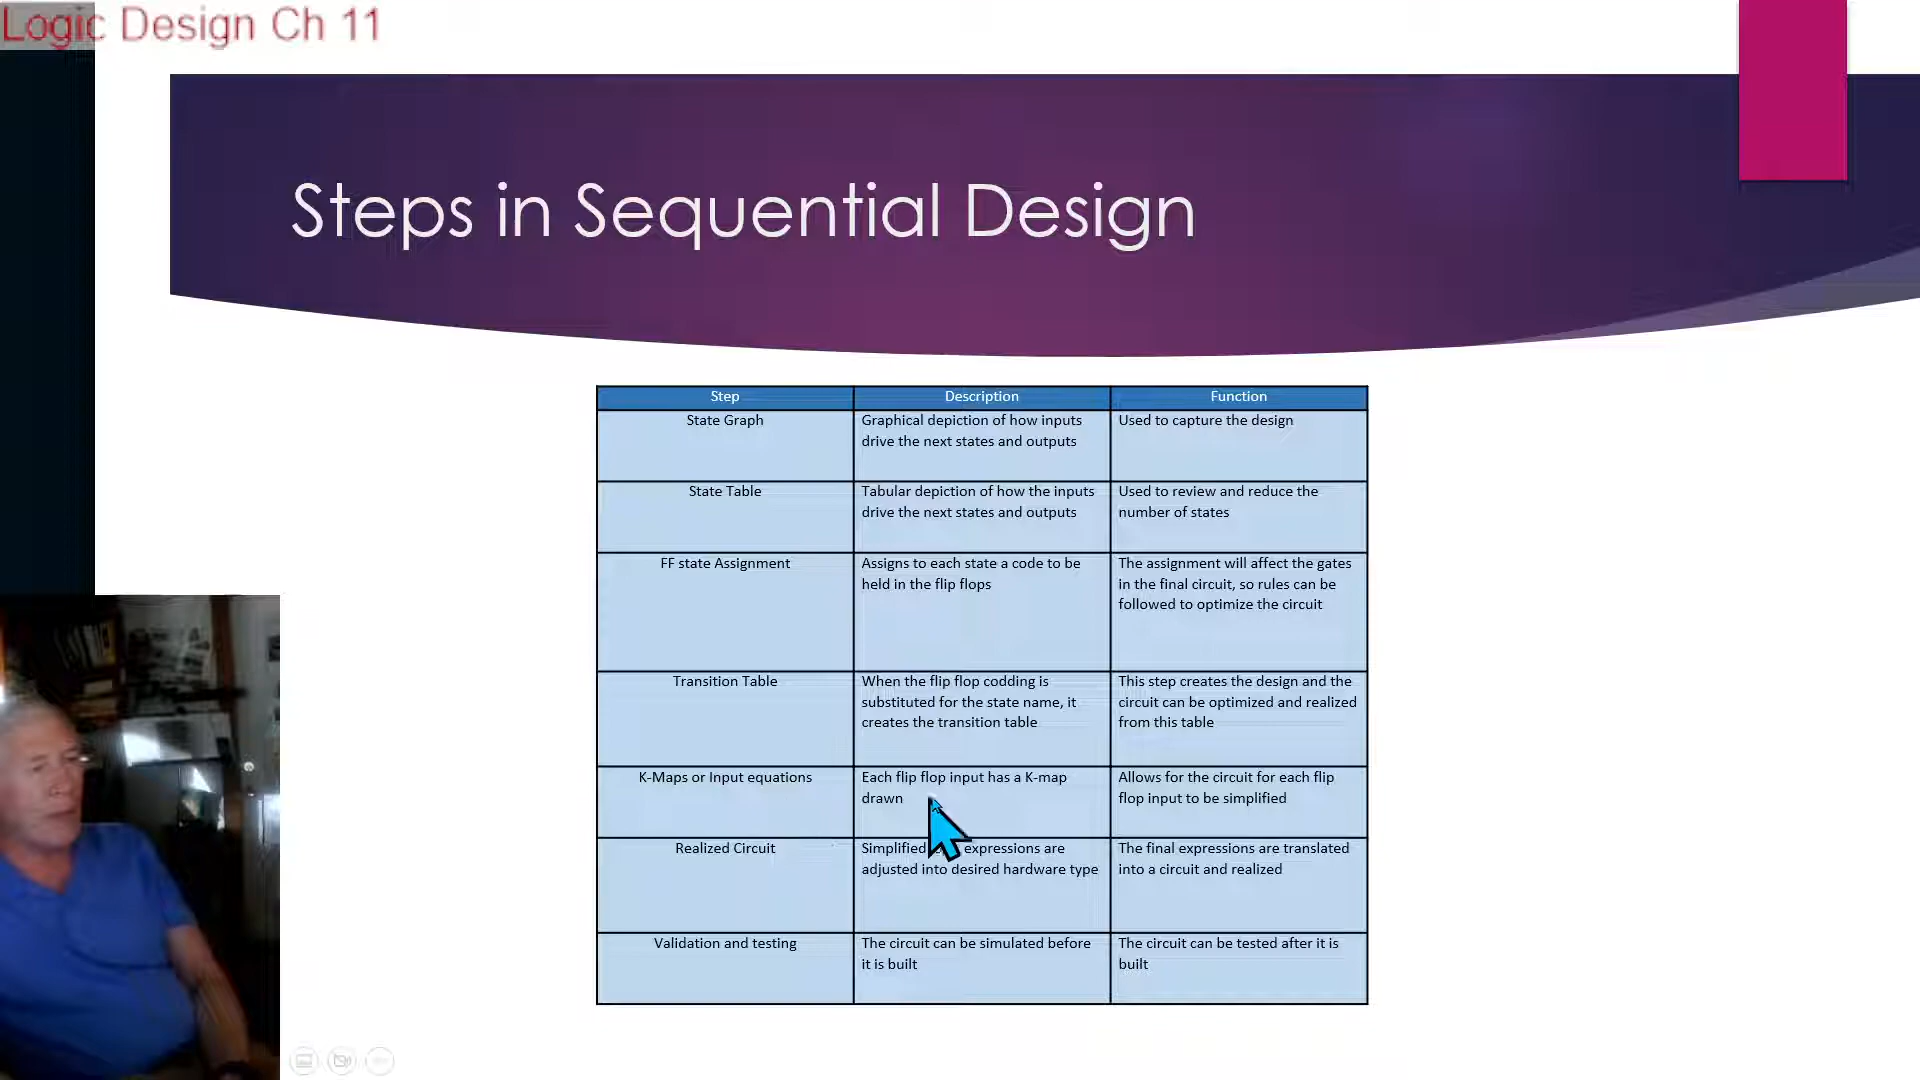 Logic Design Ch 11
Steps in Sequential Design
Step
Description
Function
State Graph
Graphical depiction of how inputs
drive the next states and outputs
Used to capture the design
State Table
Tabular depiction of how the inputs
drive the next states and outputs
Used to review and reduce the
number of states
FF state Assignment
Assigns to each state a code to be
held in the flip flops
The assignment will affect the gates
in the final circuit, so rules can be
followed to optimize the circuit
Transition Table
When the flip flop codding is
substituted for the state name, it
creates the transition table
This step creates the design and the
circuit can be optimized and realized
from this table
K-Maps or Input equations
Each flip flop input has a K-map
drawn
Allows for the circuit for each flip
flop input to be simplified
Realized Circuit
Simplified expressions are
adjusted into desired hardware type
The final expressions are translated
into a circuit and realized
Validation and testing
The circuit can be simulated before
it is built
The circuit can be tested after it is
built